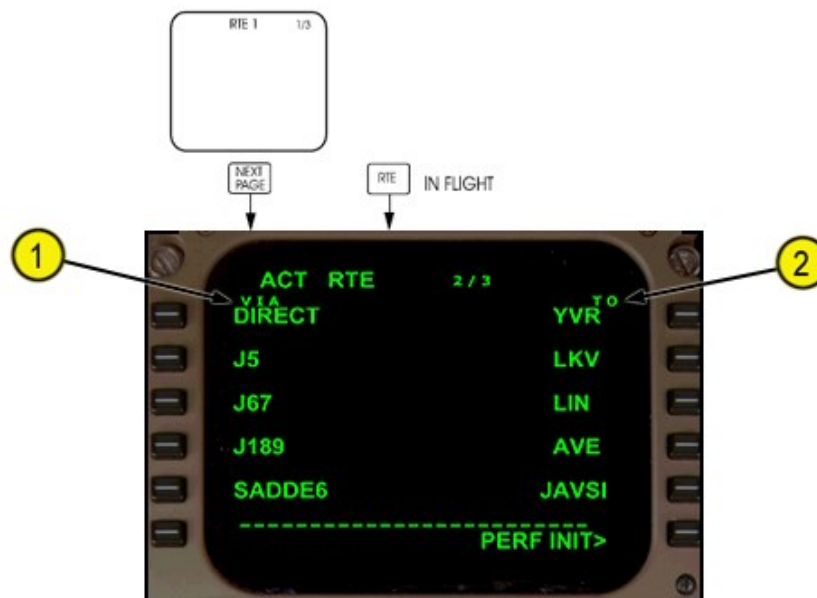 RTE 1 1/3
NEXT PAGE
RTE IN FLIGHT
1
2
ACT RTE 2/3
VIA TO
DIRECT YVR
J5 LKV
J67 LIN
J189 AVE
SADDE6 JAVSI
--------------------------
PERF INIT>